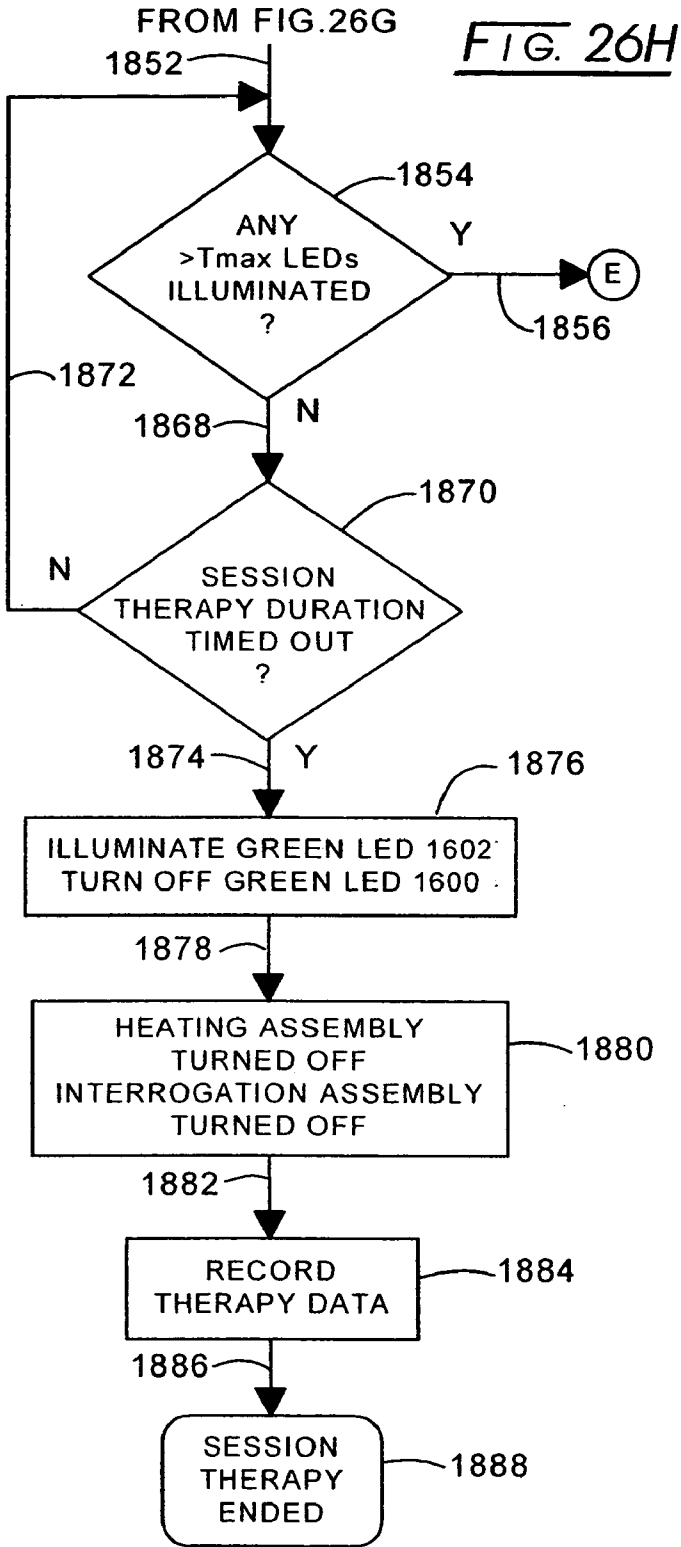 FROM FIG.26G
FIG. 26H
1852
1854
ANY
>Tmax LEDs
ILLUMINATED
?
Y
E
1856
1872
1868
N
1870
N
SESSION
THERAPY DURATION
TIMED OUT
?
1874
Y
1876
ILLUMINATE GREEN LED 1602
TURN OFF GREEN LED 1600
1878
HEATING ASSEMBLY
TURNED OFF
INTERROGATION ASSEMBLY
TURNED OFF
1880
1882
RECORD
THERAPY DATA
1884
1886
SESSION
THERAPY
ENDED
1888